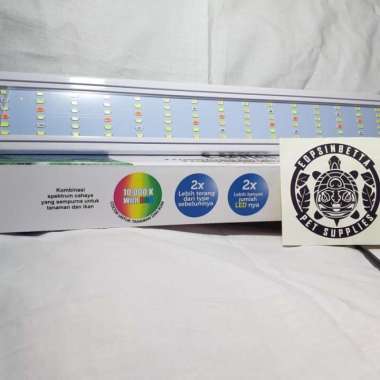 Kombinasi
spektrum cahaya
yang sempurna untuk
tanaman dan ikan
10.000 K
2x
Lebih terang
dari type
sebelumnya
2x
Lebih banyak
jumlah
LED nya
EOPSINDETTA
PET SUPPLIES